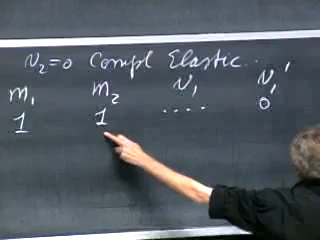 v₂=0 Compl Elastic..
m₁ m₂ v₁ v₁'
1 1 .... 0